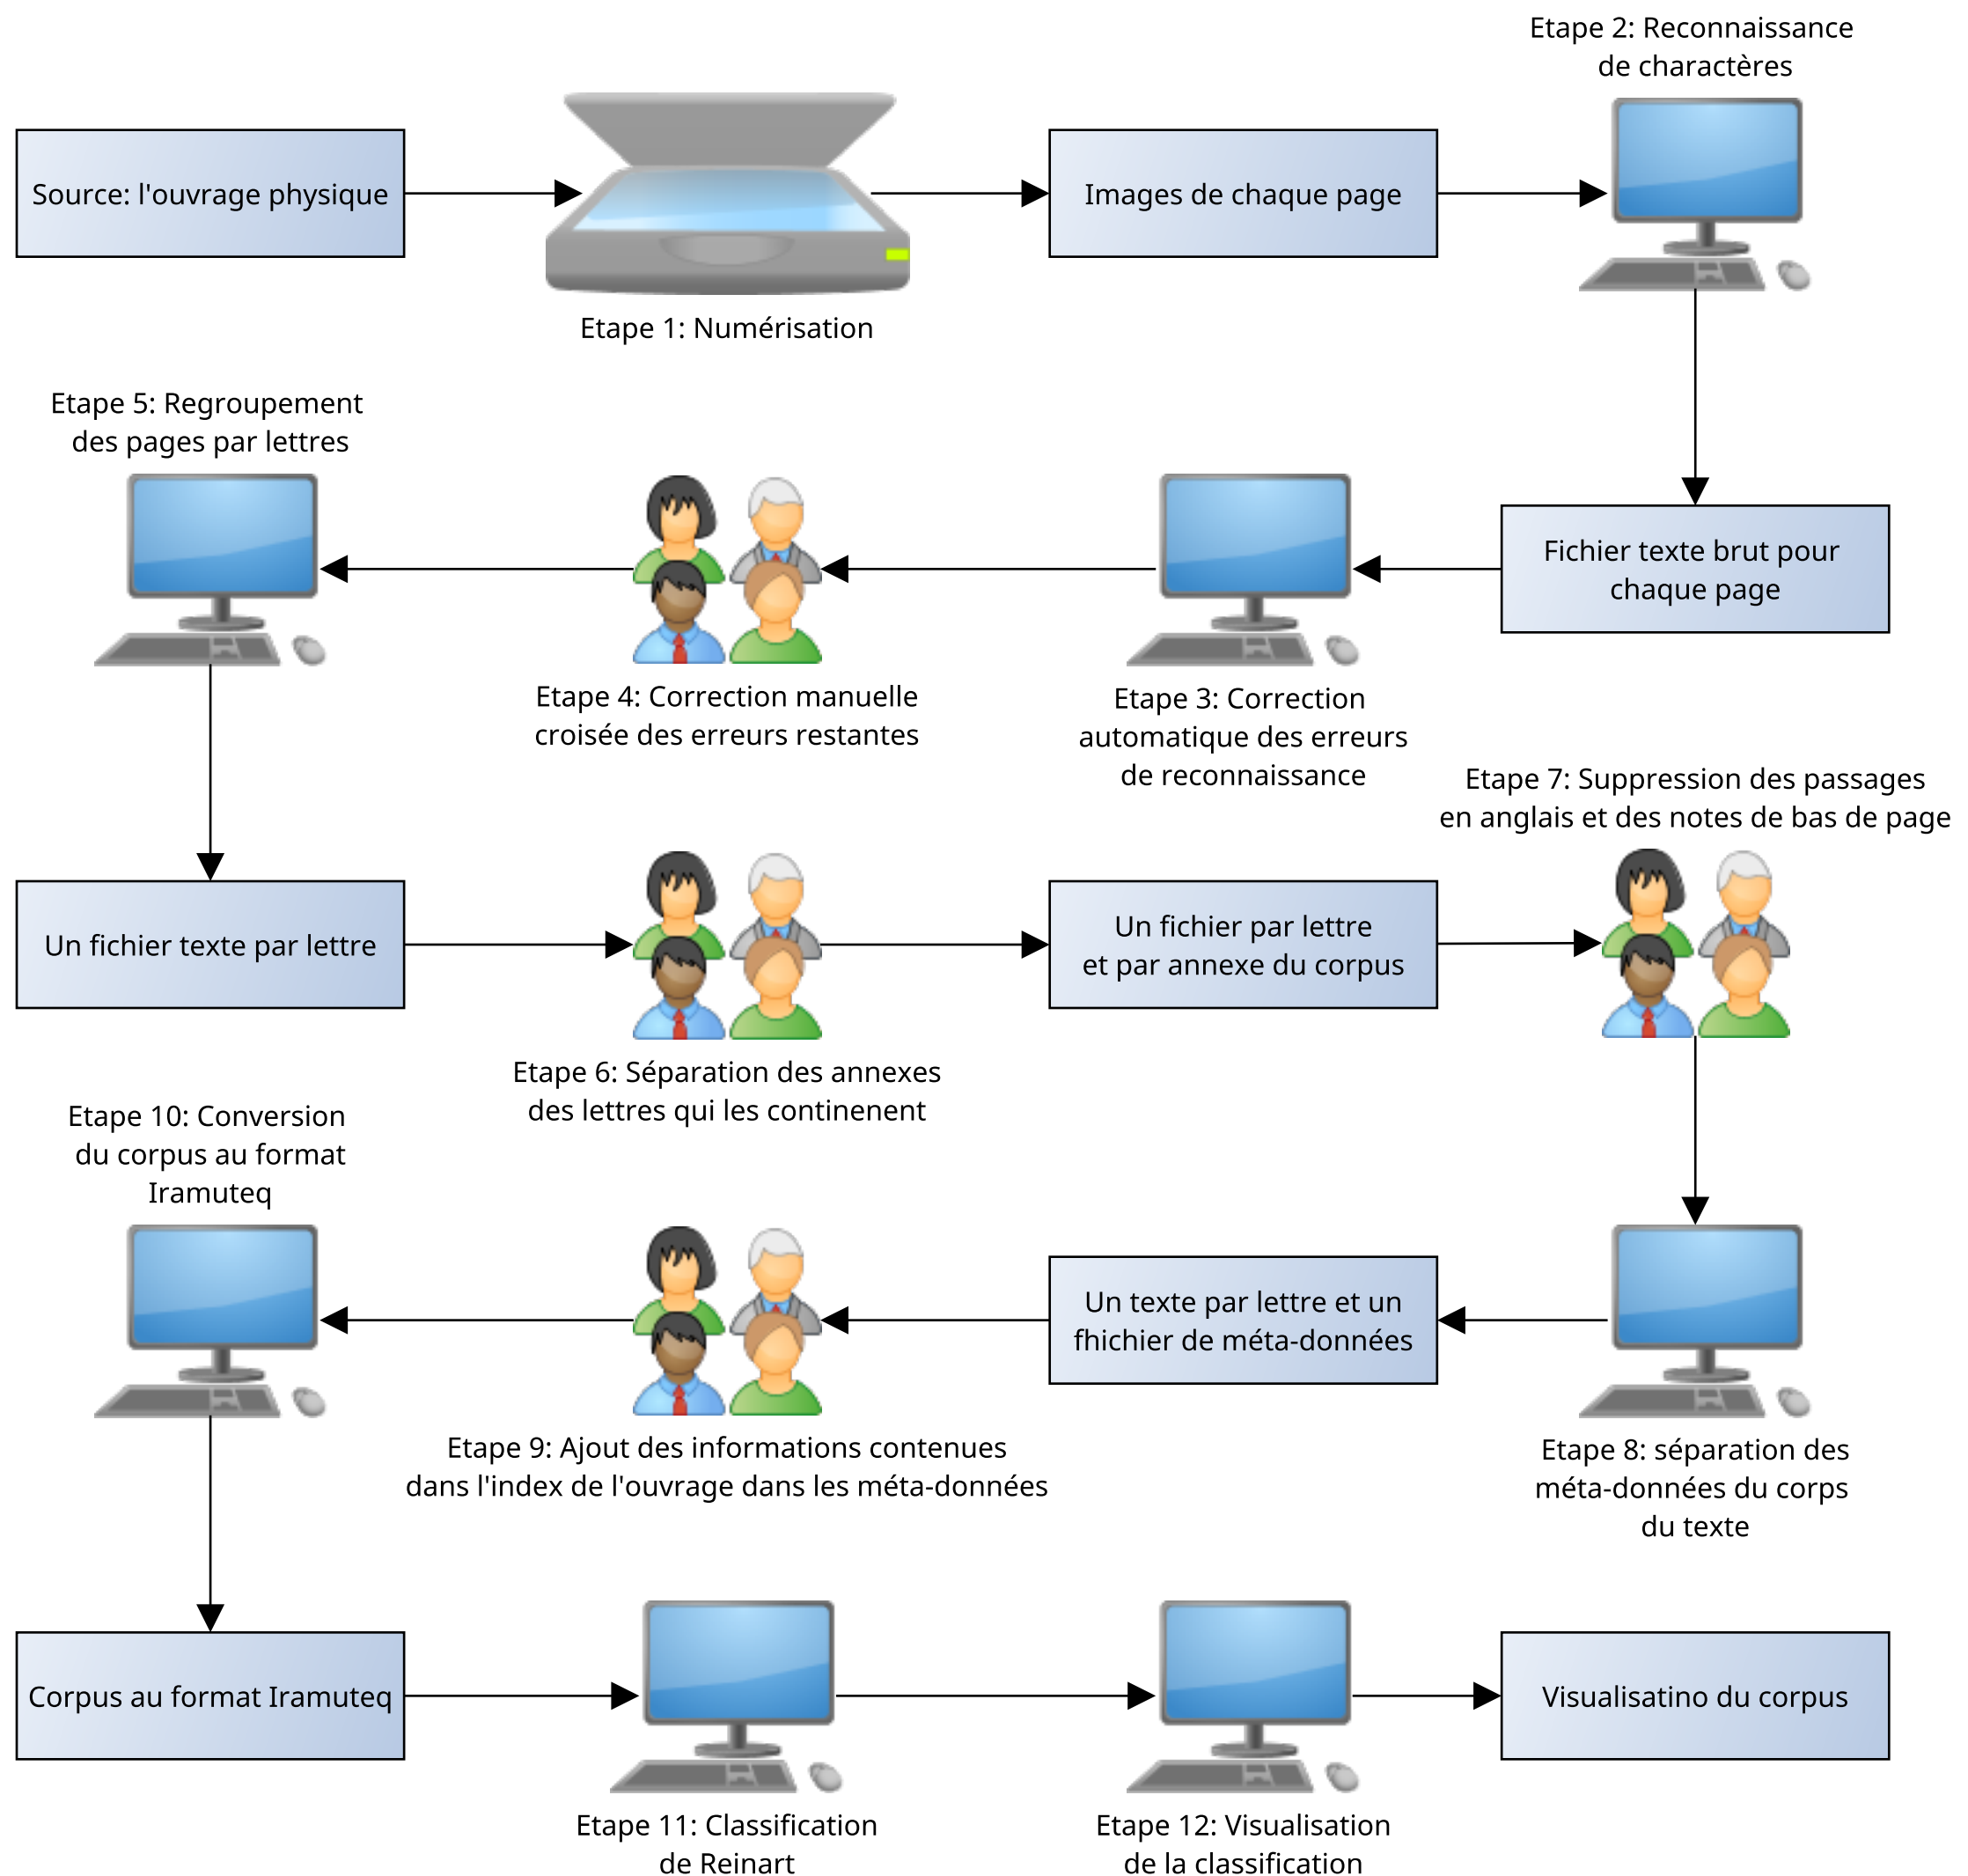 Source: l'ouvrage physique
Etape 1: Numérisation
Images de chaque page
Etape 2: Reconnaissance
de charactères
Fichier texte brut pour
chaque page
Etape 3: Correction
automatique des erreurs
de reconnaissance
Etape 4: Correction manuelle
croisée des erreurs restantes
Etape 5: Regroupement
des pages par lettres
Un fichier texte par lettre
Etape 6: Séparation des annexes
des lettres qui les continenent
Un fichier par lettre
et par annexe du corpus
Etape 7: Suppression des passages
en anglais et des notes de bas de page
Etape 8: séparation des
méta-données du corps
du texte
Un texte par lettre et un
fhichier de méta-données
Etape 9: Ajout des informations contenues
dans l'index de l'ouvrage dans les méta-données
Etape 10: Conversion
du corpus au format
Iramuteq
Corpus au format Iramuteq
Etape 11: Classification
de Reinart
Etape 12: Visualisation
de la classification
Visualisatino du corpus